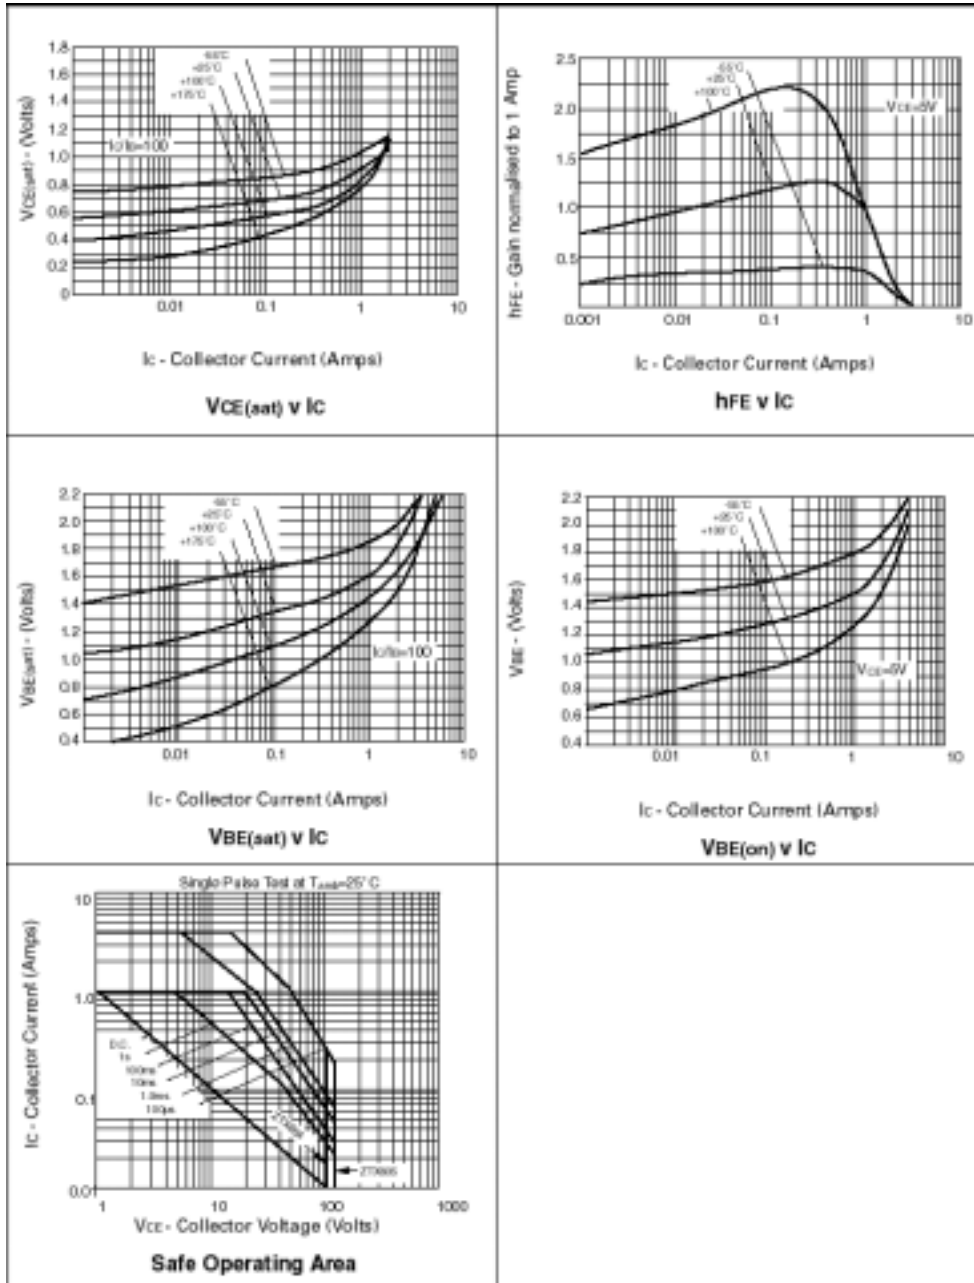 1.8
1.6
1.4
1.2
1.0
0.8
0.6
0.4
0.2
0
VCE(sat) - (Volts)
-55°C
+25°C
+100°C
+175°C
IC/IB=100
0.01
0.1
1
10
IC - Collector Current (Amps)
VCE(sat) v IC
2.5
2.0
1.5
1.0
0.5
hFE - Gain normalised to 1 Amp
-55°C
+25°C
+100°C
VCE=5V
0.001
0.01
0.1
1
10
IC - Collector Current (Amps)
hFE v IC
2.2
2.0
1.8
1.6
1.4
1.2
1.0
0.8
0.6
0.4
VBE(sat) - (Volts)
-55°C
+25°C
+100°C
+175°C
IC/IB=100
0.01
0.1
1
10
IC - Collector Current (Amps)
VBE(sat) v IC
2.2
2.0
1.8
1.6
1.4
1.2
1.0
0.8
0.6
0.4
VBE - (Volts)
-55°C
+25°C
+100°C
VCE=5V
0.01
0.1
1
10
IC - Collector Current (Amps)
VBE(on) v IC
Single Pulse Test at Tamb=25°C
10
1.0
0.1
0.01
IC - Collector Current (Amps)
D.C.
1s
100ms
10ms
1.0ms
100µs
1
10
100
1000
VCE - Collector Voltage (Volts)
Safe Operating Area